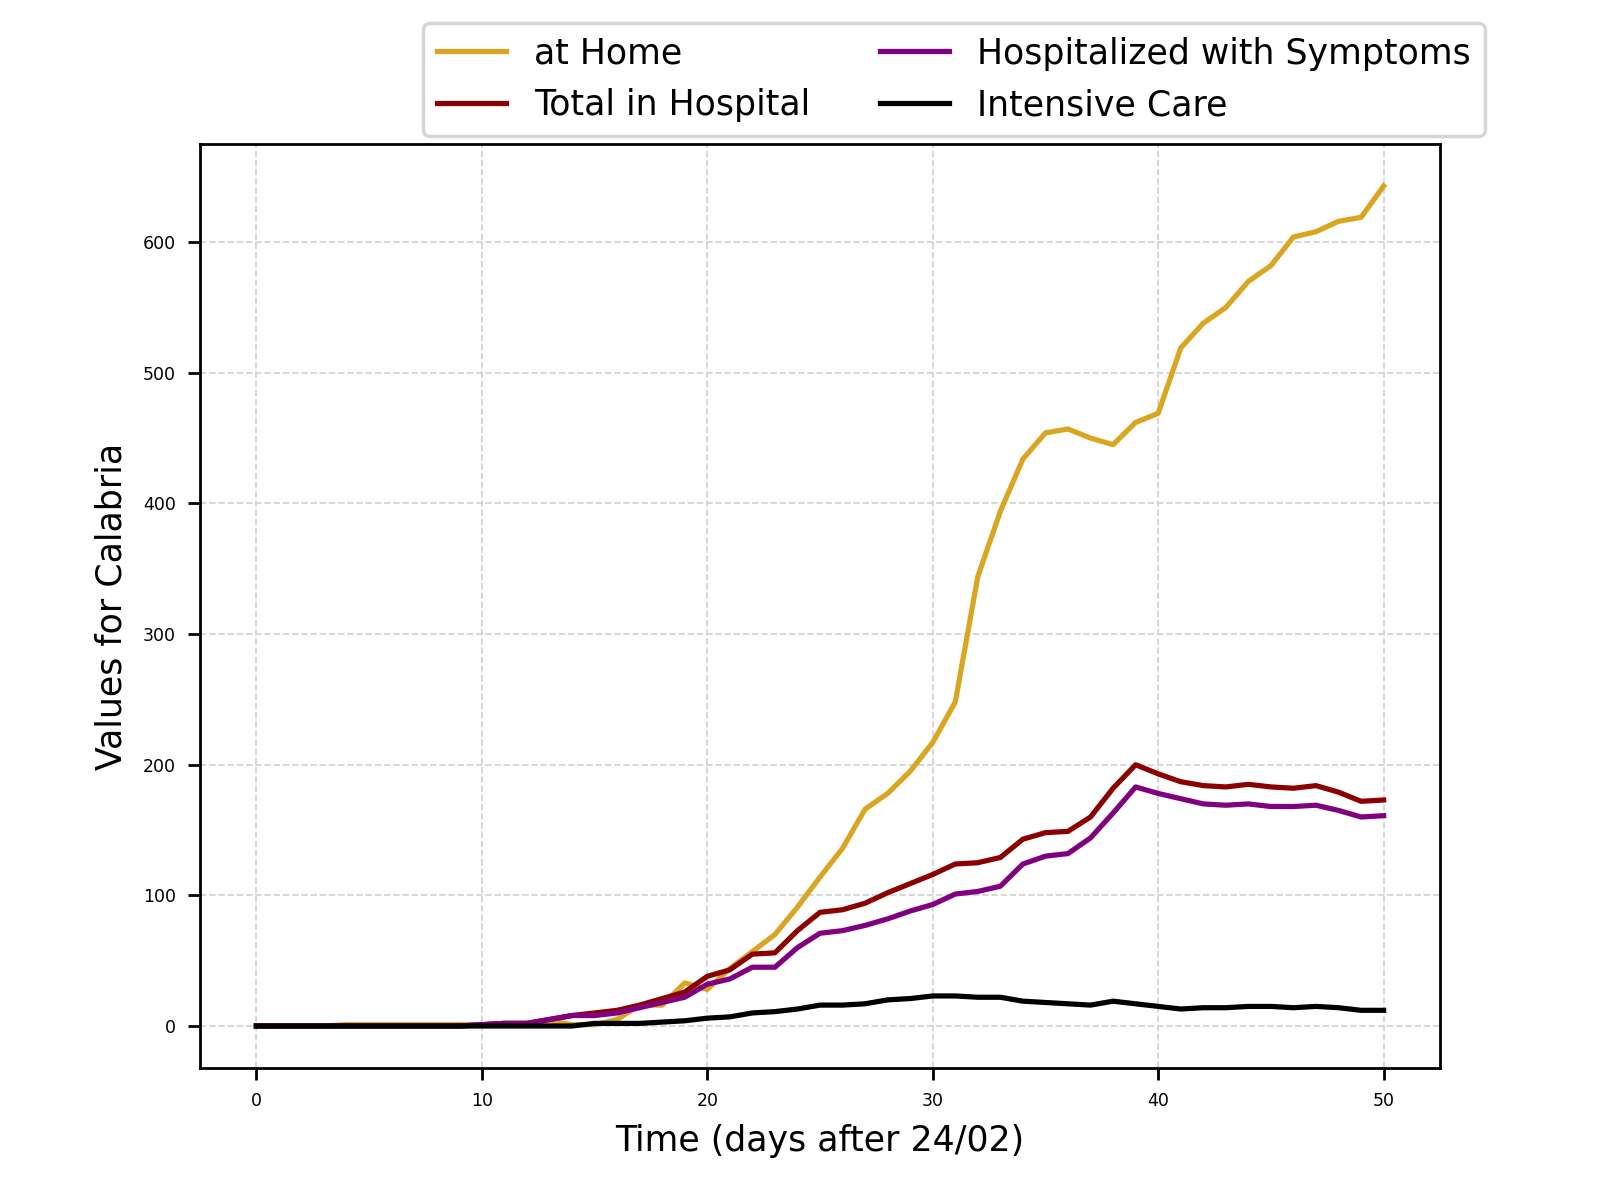 at Home
Total in Hospital
Hospitalized with Symptoms
Intensive Care
Values for Calabria
600
500
400
300
200
100
0
0 10 20 30 40 50
Time (days after 24/02)